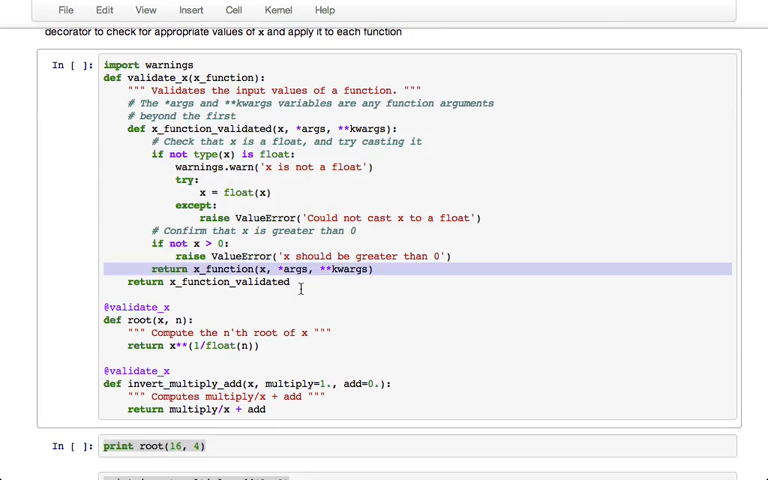 File Edit View Insert Cell Kernel Help
decorator to check for appropriate values of x and apply it to each function
In [ ]:
import warnings
def validate_x(x_function):
    """ Validates the input values of a function. """
    # The *args and **kwargs variables are any function arguments
    # beyond the first
    def x_function_validated(x, *args, **kwargs):
        # Check that x is a float, and try casting it
        if not type(x) is float:
            warnings.warn('x is not a float')
            try:
                x = float(x)
            except:
                raise ValueError('Could not cast x to a float')
        # Confirm that x is greater than 0
        if not x > 0:
            raise ValueError('x should be greater than 0')
        return x_function(x, *args, **kwargs)
    return x_function_validated
@validate_x
def root(x, n):
    """ Compute the n'th root of x """
    return x**(1/float(n))
@validate_x
def invert_multiply_add(x, multiply=1., add=0.):
    """ Computes multiply/x + add """
    return multiply/x + add
In [ ]: print root(16, 4)